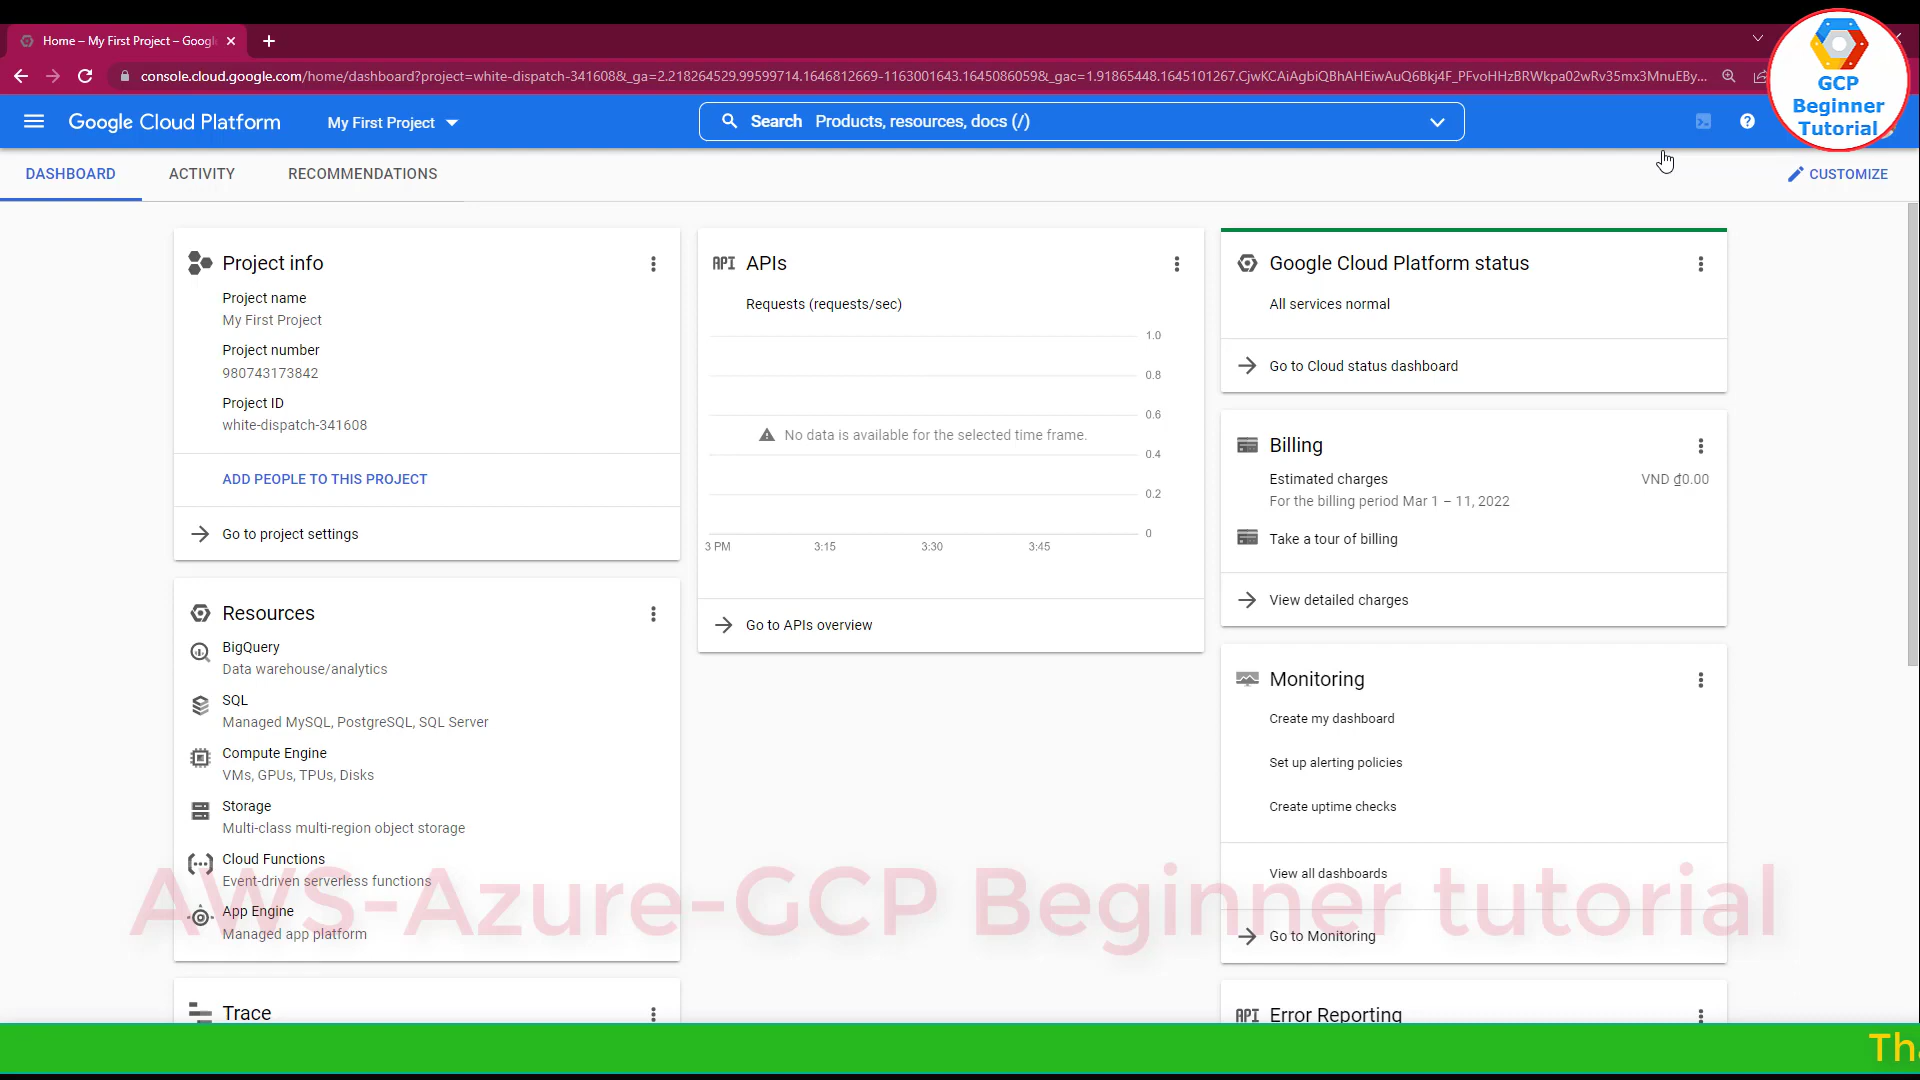 Home – My First Project – Googl
console.cloud.google.com/home/dashboard?project=white-dispatch-341608&_ga=2.218264529.99599714.1646812669-1163001643.1645086059&_gac=1.91865448.1645101267.CjwKCAiAgbiQBhAHEiwAuQ6Bkj4F_PFvoHHzBRWkpa02wRv35mx3MnuEBy...
GCP
Beginner
Tutorial
Google Cloud Platform
My First Project
Search Products, resources, docs (/)
DASHBOARD
ACTIVITY
RECOMMENDATIONS
CUSTOMIZE
Project info
Project name
My First Project
Project number
980743173842
Project ID
white-dispatch-341608
ADD PEOPLE TO THIS PROJECT
Go to project settings
Resources
BigQuery
Data warehouse/analytics
SQL
Managed MySQL, PostgreSQL, SQL Server
Compute Engine
VMs, GPUs, TPUs, Disks
Storage
Multi-class multi-region object storage
Cloud Functions
Event-driven serverless functions
App Engine
Managed app platform
Trace
API APIs
Requests (requests/sec)
1.0
0.8
0.6
No data is available for the selected time frame.
0.4
0.2
0
3 PM 3:15 3:30 3:45
Go to APIs overview
Google Cloud Platform status
All services normal
Go to Cloud status dashboard
Billing
Estimated charges VND ₫0.00
For the billing period Mar 1 – 11, 2022
Take a tour of billing
View detailed charges
Monitoring
Create my dashboard
Set up alerting policies
Create uptime checks
View all dashboards
Go to Monitoring
API Error Reporting
AWS-Azure-GCP Beginner tutorial
Th